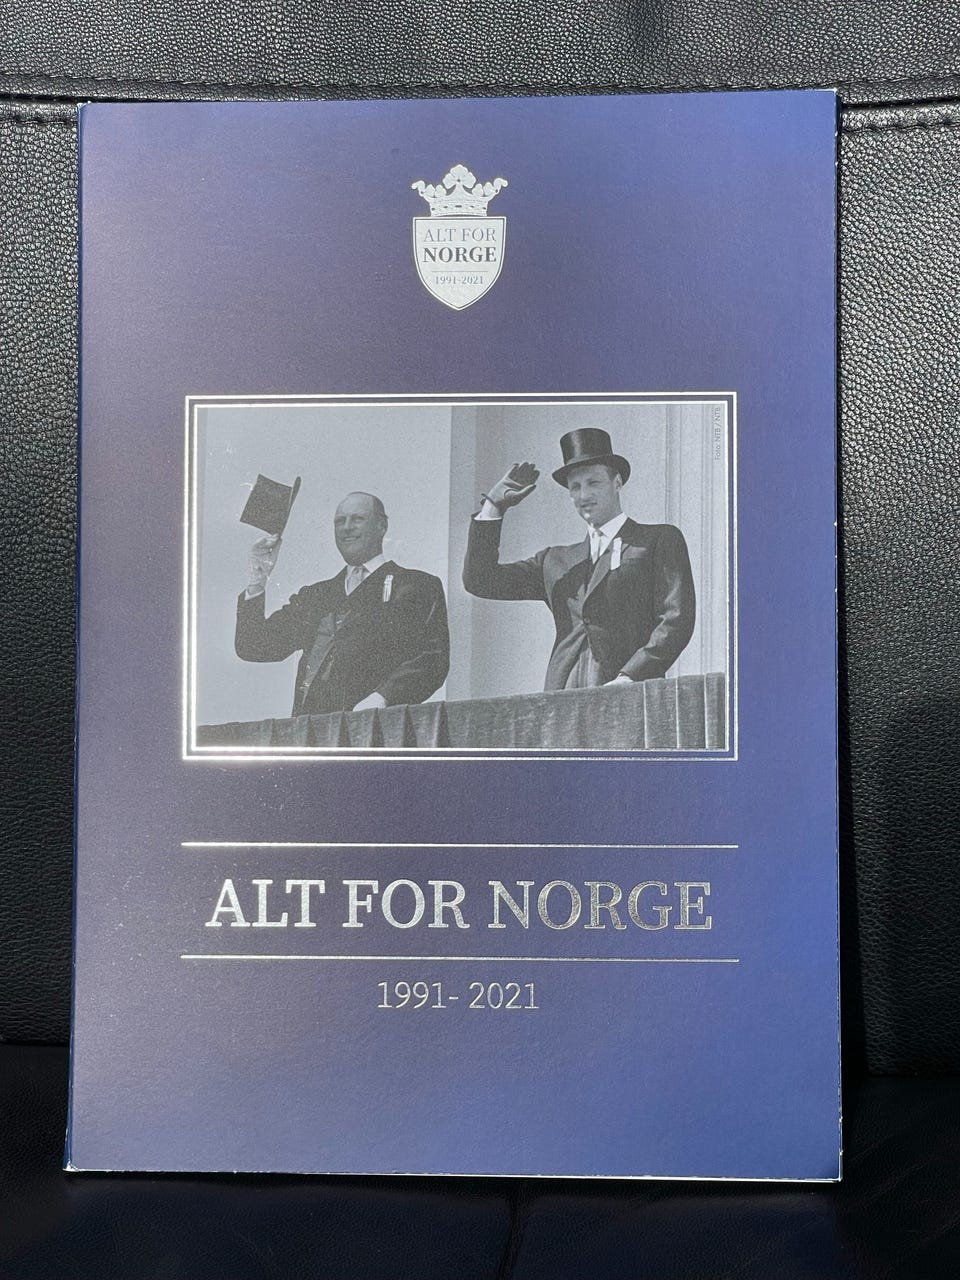 ALT FOR
NORGE
1991-2021
Foto: NTB / NTB
ALT FOR NORGE
1991- 2021